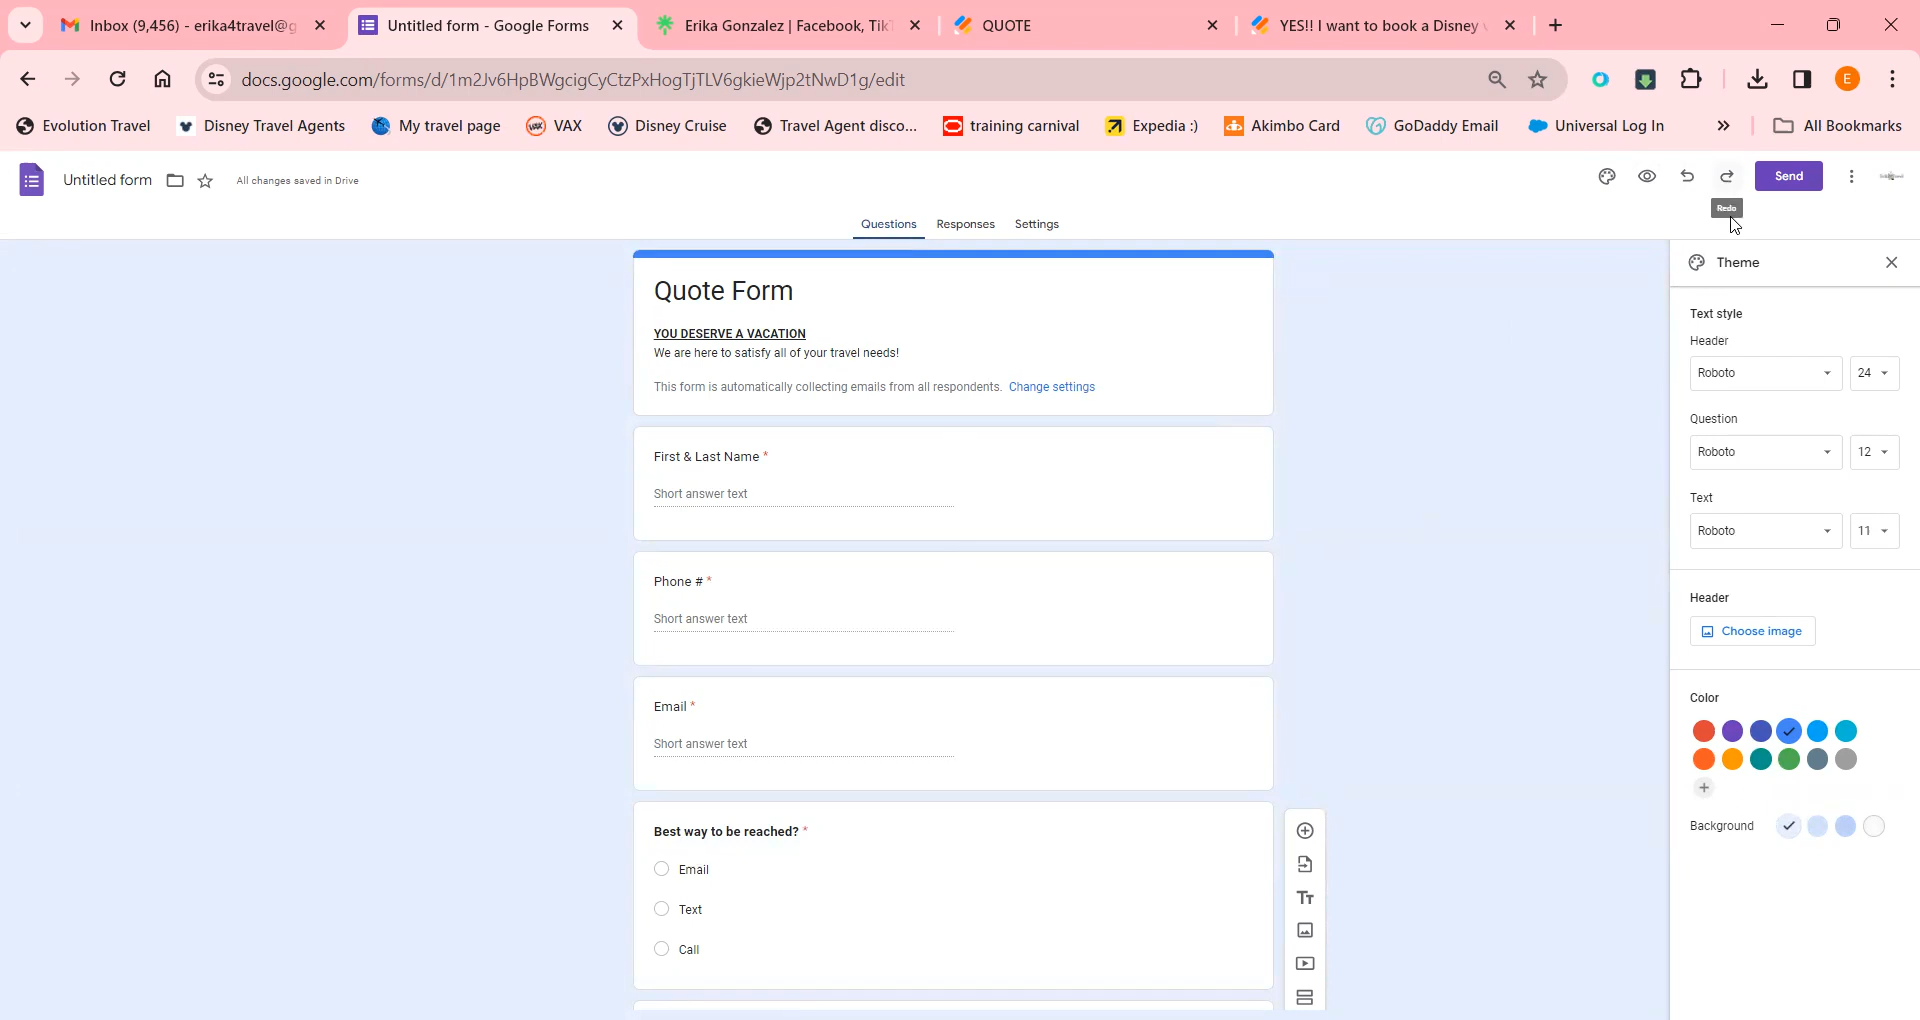 Inbox (9,456) - erika4travel@g
Untitled form - Google Forms
Erika Gonzalez | Facebook, TikT
QUOTE
YES!! I want to book a Disney
docs.google.com/forms/d/1m2Jv6HpBWgcigCyCtzPxHogTjTLV6gkieWjp2tNwD1g/edit
E
Evolution Travel
Disney Travel Agents
My travel page
VAX
Disney Cruise
Travel Agent disco...
training carnival
Expedia :)
Akimbo Card
GoDaddy Email
Universal Log In
All Bookmarks
Untitled form
All changes saved in Drive
Send
Redo
Questions
Responses
Settings
Quote Form
YOU DESERVE A VACATION
We are here to satisfy all of your travel needs!
This form is automatically collecting emails from all respondents. Change settings
First & Last Name *
Short answer text
Phone # *
Short answer text
Email *
Short answer text
Best way to be reached? *
Email
Text
Call
Tт
Theme
Text style
Header
Roboto
24
Question
Roboto
12
Text
Roboto
11
Header
Choose image
Color
Background